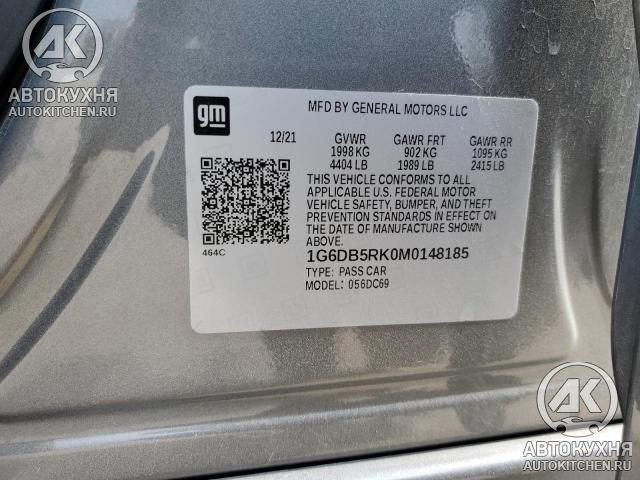 AK
АВТОКУХНЯ
AUTOKITCHEN.RU
gm
MFD BY GENERAL MOTORS LLC
12/21 GVWR GAWR FRT GAWR RR
1998 KG 902 KG 1095 KG
4404 LB 1989 LB 2415 LB
THIS VEHICLE CONFORMS TO ALL
APPLICABLE U.S. FEDERAL MOTOR
VEHICLE SAFETY, BUMPER, AND THEFT
PREVENTION STANDARDS IN EFFECT ON
THE DATE OF MANUFACTURE SHOWN
ABOVE.
464C
1G6DB5RK0M0148185
TYPE: PASS CAR
MODEL: 056DC69
AK
АВТОКУХНЯ
AUTOKITCHEN.RU